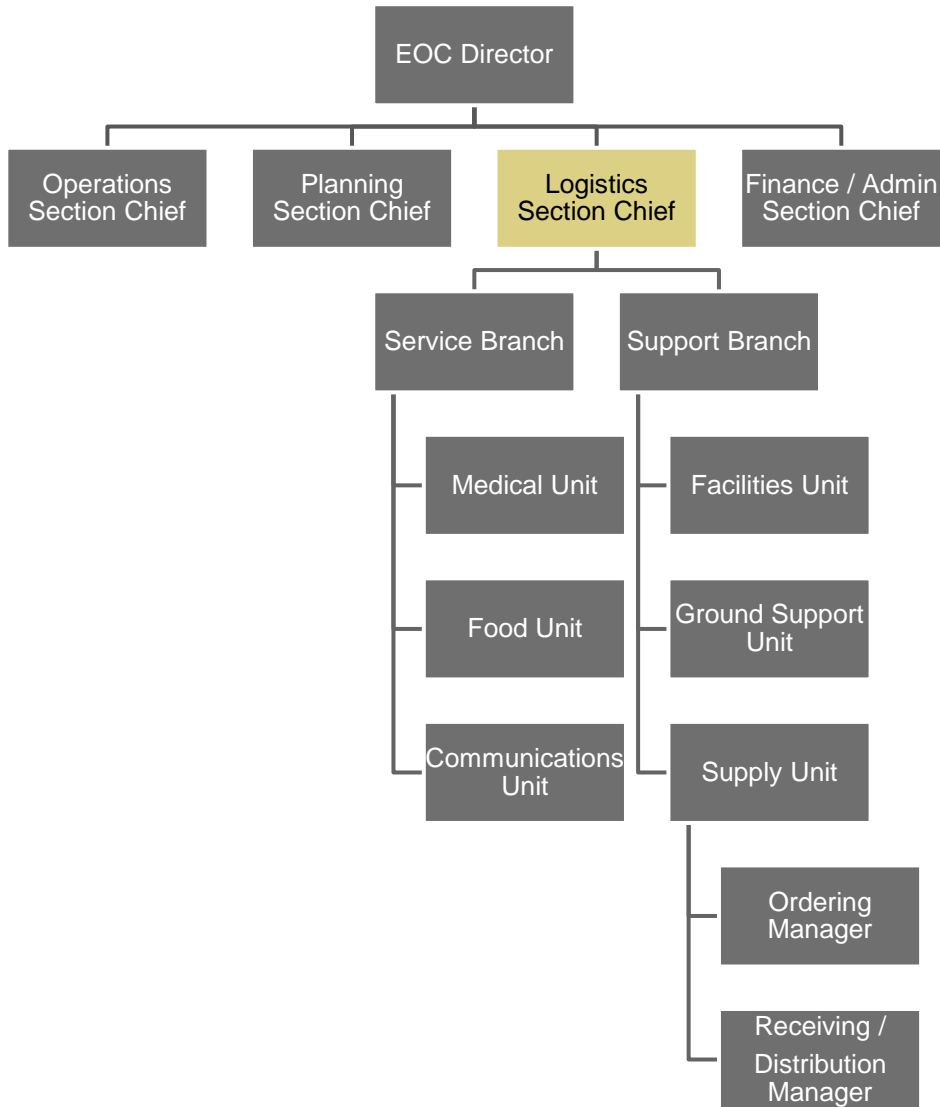 EOC Director
Operations
Section Chief
Planning
Section Chief
Logistics
Section Chief
Finance / Admin
Section Chief
Service Branch
Support Branch
Medical Unit
Facilities Unit
Food Unit
Ground Support
Unit
Communications
Unit
Supply Unit
Ordering
Manager
Receiving /
Distribution
Manager